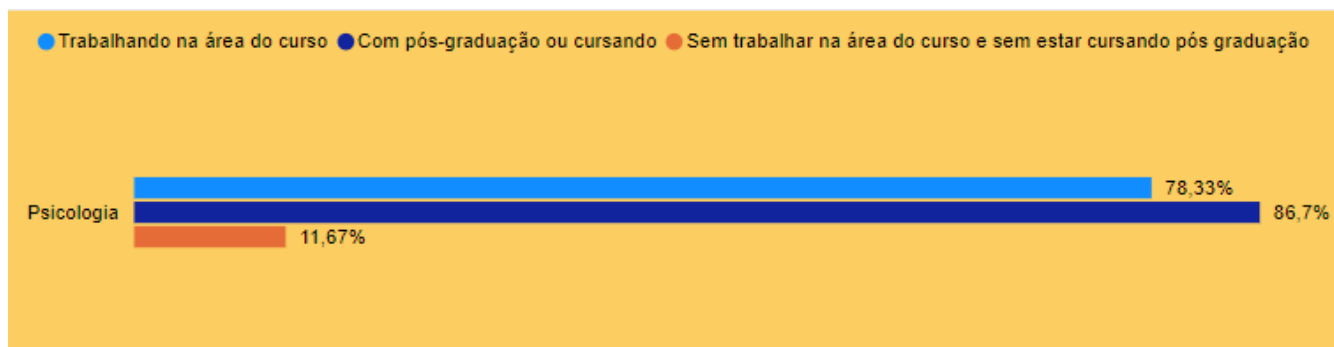 Trabalhando na área do curso Com pós-graduação ou cursando Sem trabalhar na área do curso e sem estar cursando pós graduação
78,33%
Psicologia
86,7%
11,67%